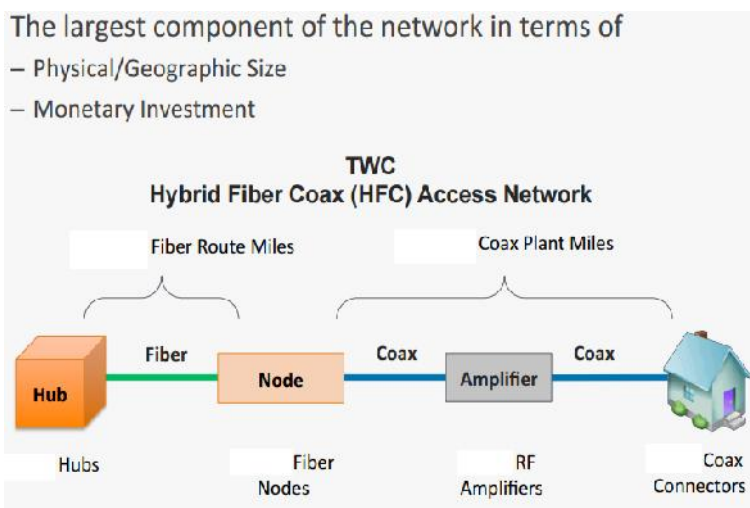 The largest component of the network in terms of
– Physical/Geographic Size
– Monetary Investment
TWC
Hybrid Fiber Coax (HFC) Access Network
Fiber Route Miles
Coax Plant Miles
Fiber
Coax
Coax
Hub
Node
Amplifier
Hubs
Fiber
Nodes
RF
Amplifiers
Coax
Connectors